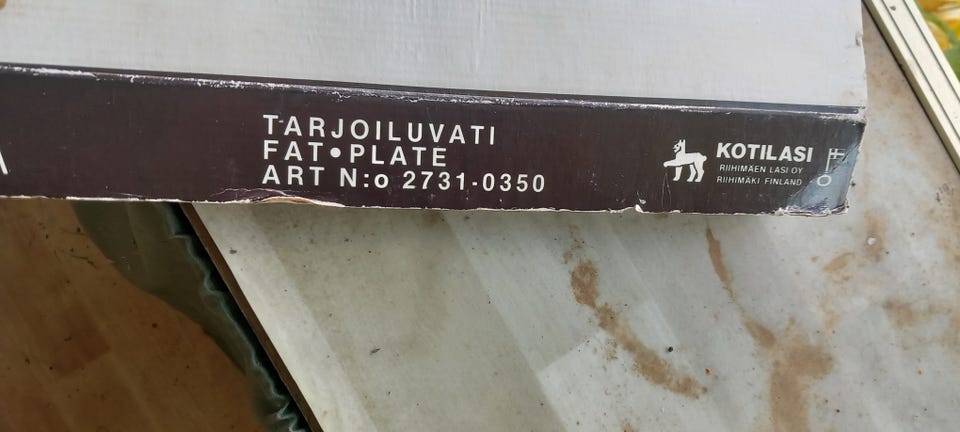 TARJOILUVATI
FAT•PLATE
ART N:o 2731-0350
KOTILASI
RIIHIMÄEN LASI OY
RIIHIMÄKI FINLAND